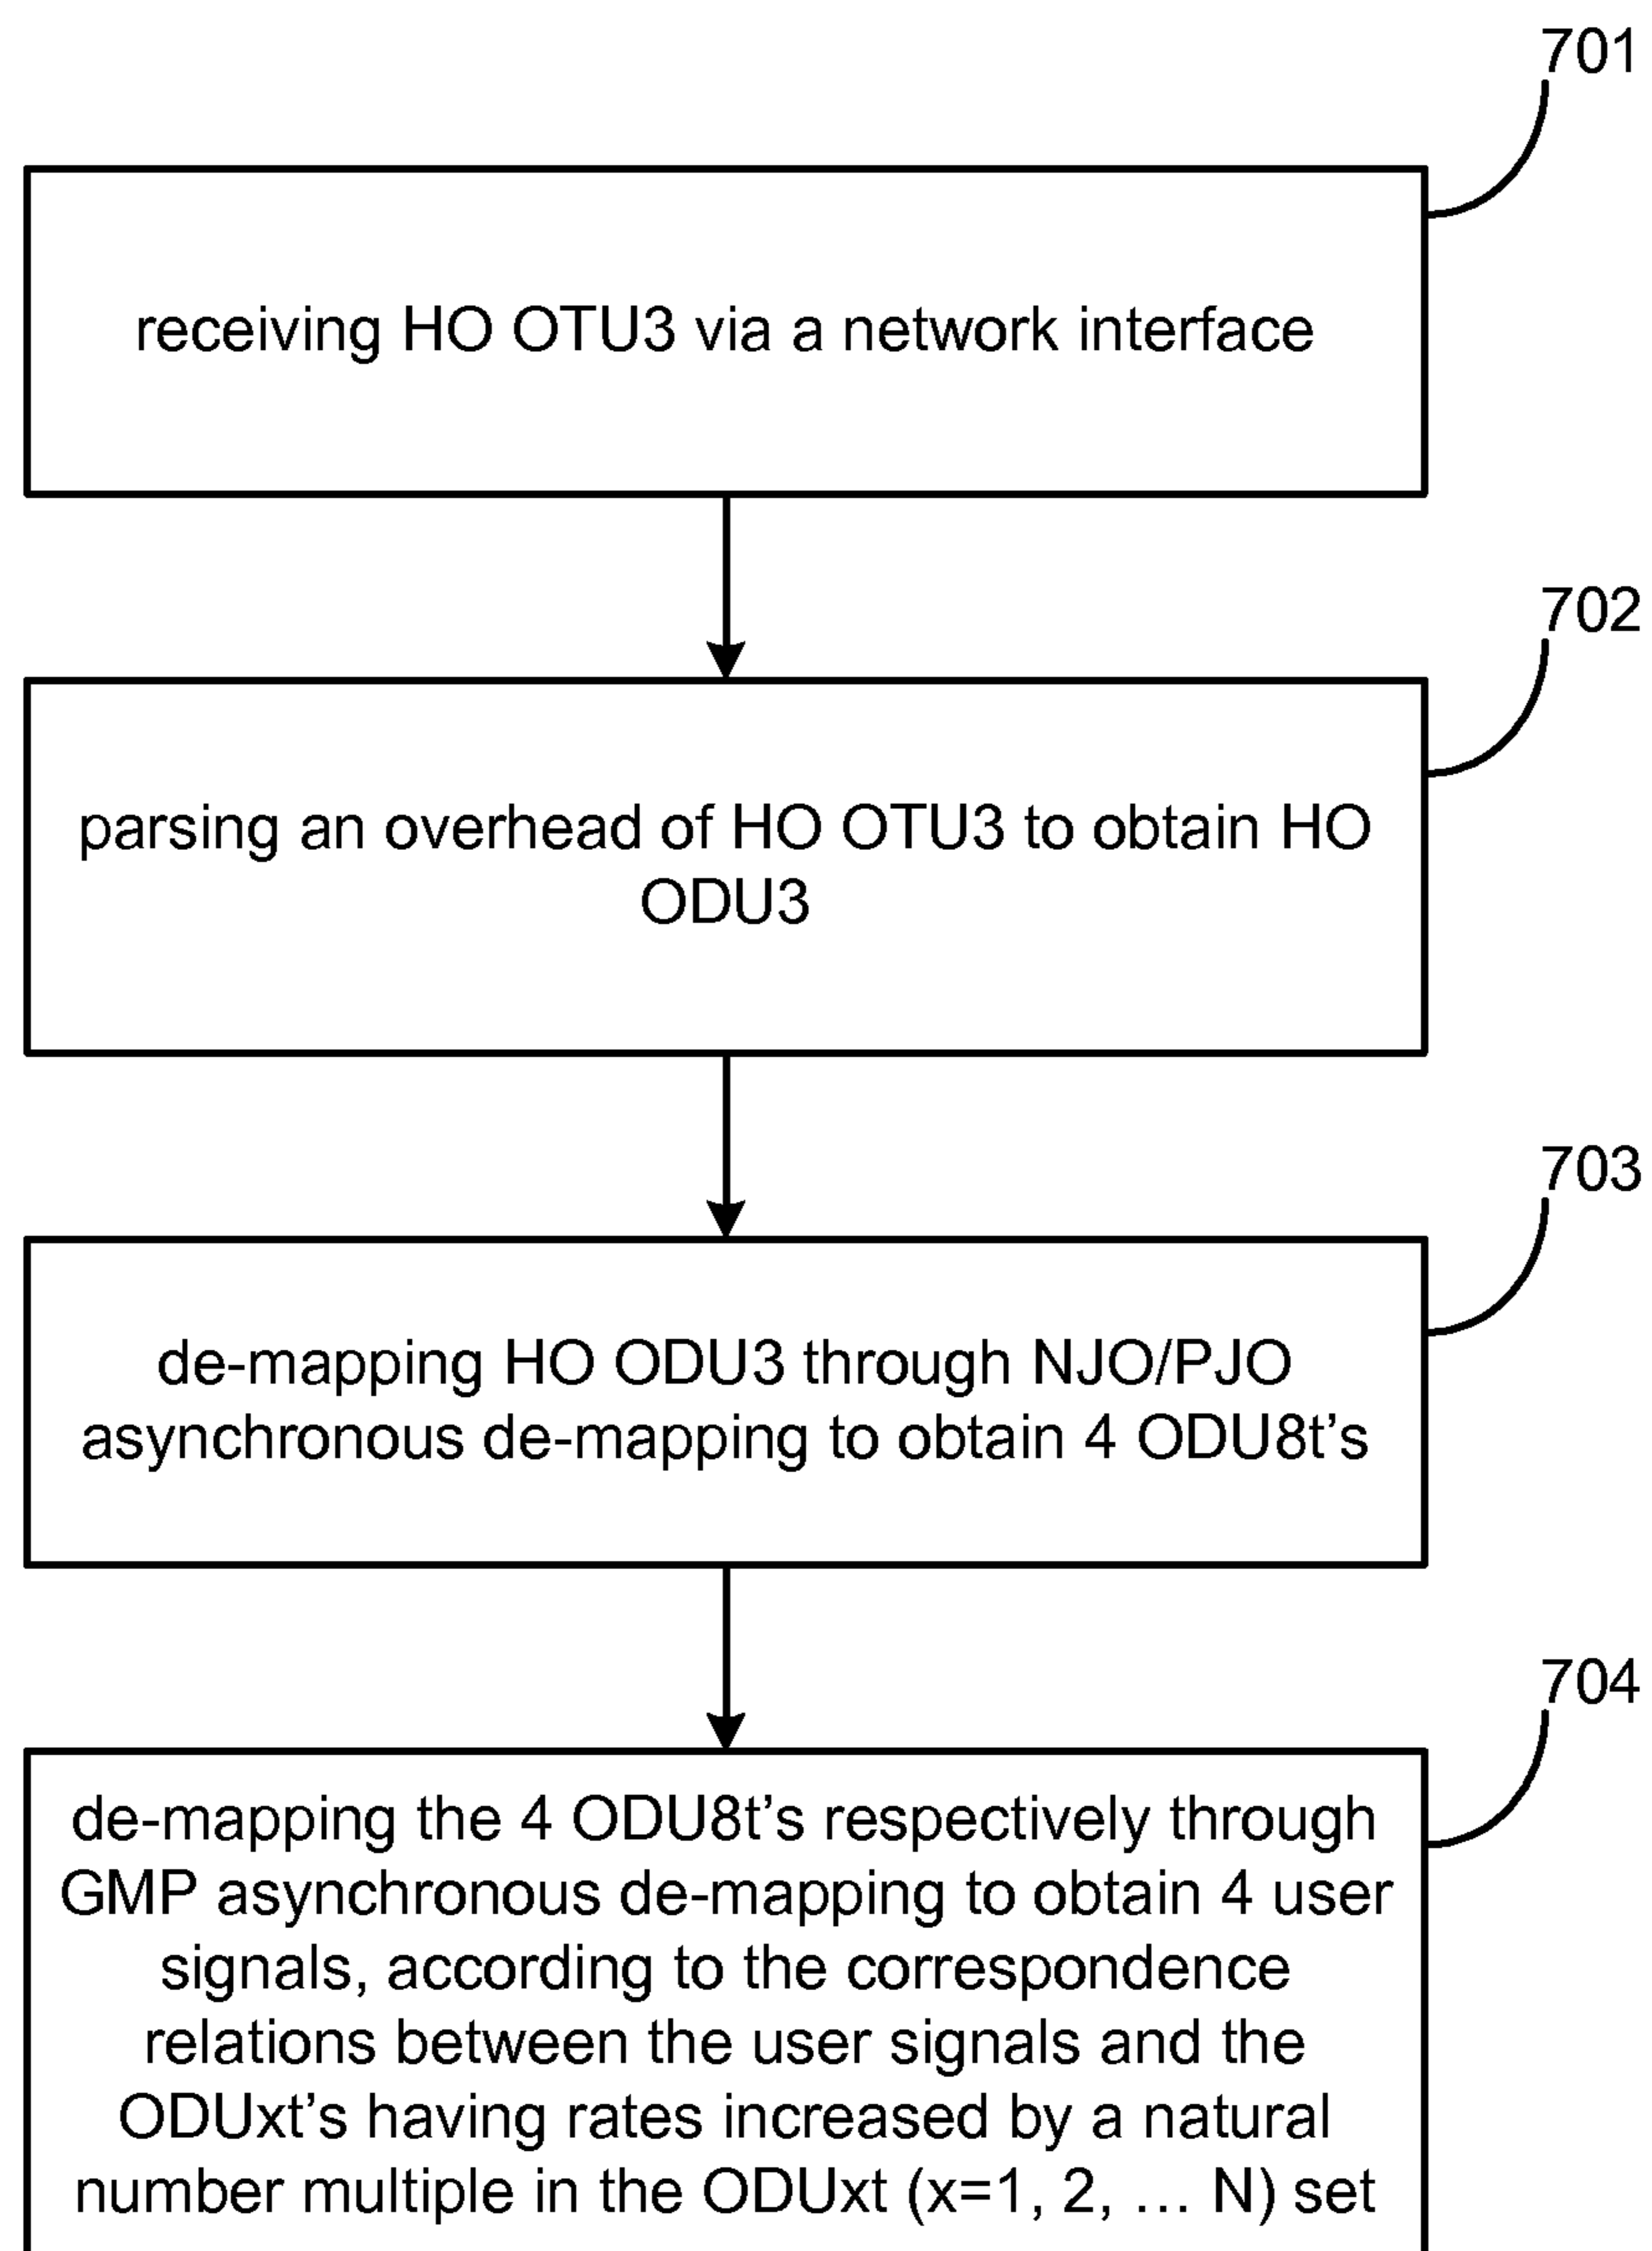 701
receiving HO OTU3 via a network interface
702
parsing an overhead of HO OTU3 to obtain HO
ODU3
703
de-mapping HO ODU3 through NJO/PJO
asynchronous de-mapping to obtain 4 ODU8t’s
704
de-mapping the 4 ODU8t’s respectively through
GMP asynchronous de-mapping to obtain 4 user
signals, according to the correspondence
relations between the user signals and the
ODUxt’s having rates increased by a natural
number multiple in the ODUxt (x=1, 2, … N) set